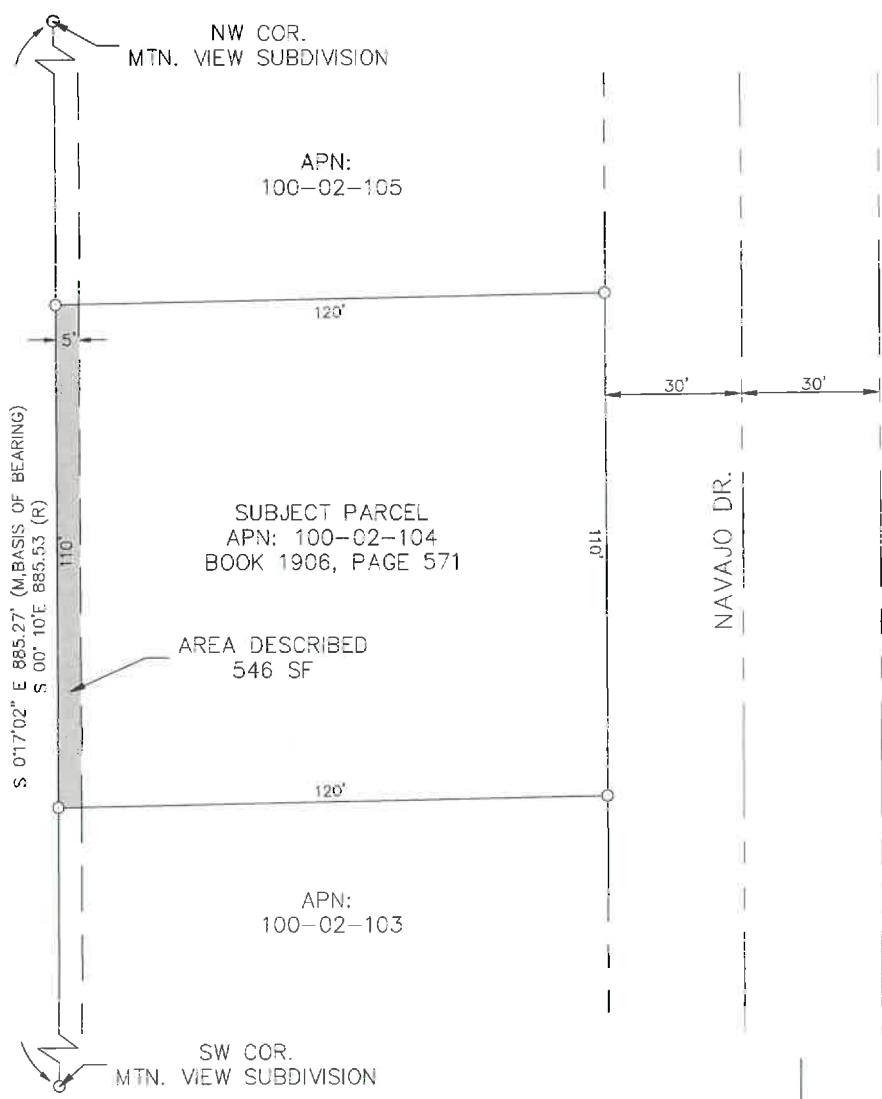 NW COR.
MTN. VIEW SUBDIVISION
APN:
100-02-105
120'
5'
30'
30'
S 0°17'02" E 885.27' (M,BASIS OF BEARING)
S 00° 10'E 885.53 (R)
110'
SUBJECT PARCEL
APN: 100-02-104
BOOK 1906, PAGE 571
110'
NAVAJO DR.
AREA DESCRIBED
546 SF
120'
APN:
100-02-103
SW COR.
MTN. VIEW SUBDIVISION